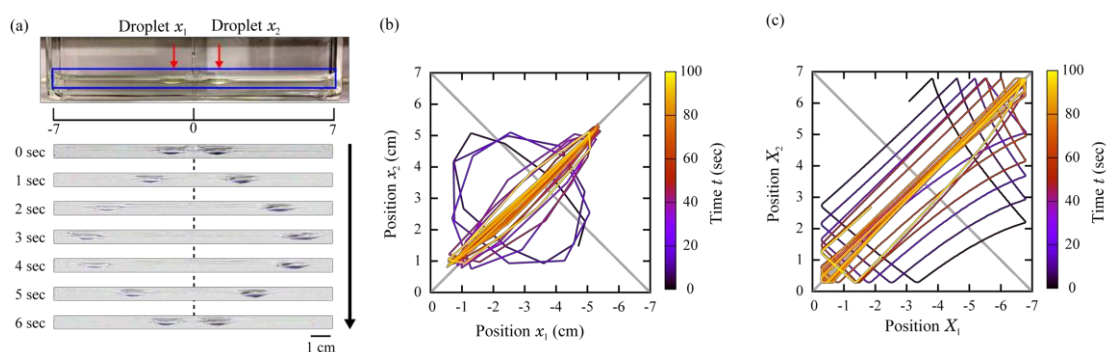 (a)
Droplet x₁
Droplet x₂
-7
0
7
0 sec
1 sec
2 sec
3 sec
4 sec
5 sec
6 sec
1 cm
(b)
Position x₂ (cm)
7
6
5
4
3
2
1
0
0 -1 -2 -3 -4 -5 -6 -7
Position x₁ (cm)
100
80
60
40
20
0
Time t (sec)
(c)
Position X₂
7
6
5
4
3
2
1
0
0 -1 -2 -3 -4 -5 -6 -7
Position X₁
100
80
60
40
20
0
Time t (sec)